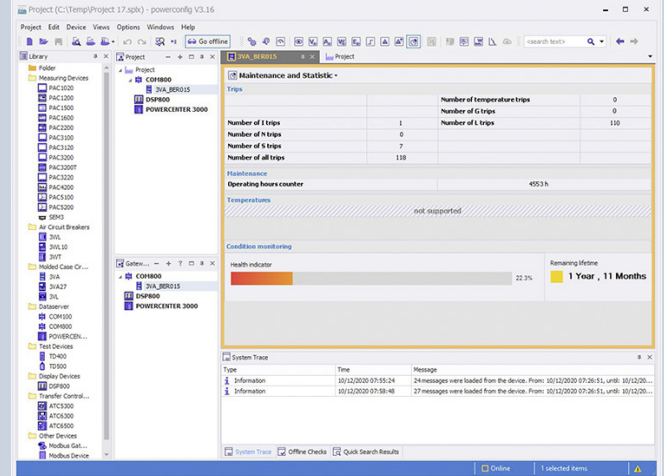 Project (C:\Temp\Project 17.splx) - powerconfig V3.16
Project Edit Device Views Options Window Help
Go offline
<search text>
Library
Folder
Measuring Devices
PAC1020
PAC1200
PAC1500
PAC1600
PAC2200
PAC3100
PAC3120
PAC3200
PAC3200T
PAC3220
PAC4200
PAC5100
PAC5200
SEM3
Air Circuit Breakers
3WL
3WL10
3WT
Molded Case Cir...
3VA
3VA27
3VL
Dataserver
COM100
COM800
POWERCEN...
Test Devices
TD400
TD500
Display Devices
DSP800
Transfer Control...
ATC5300
ATC6300
ATC6500
Other Devices
Modbus Gat...
Modbus Device
Project
Project
COM800
3VA_BER015
DSP800
POWERCENTER 3000
Gatew...
COM800
3VA_BER015
DSP800
POWERCENTER 3000
3VA_BER015
Project
Maintenance and Statistic
Trips
Number of temperature trips 0
Number of G trips 0
Number of I trips 1 Number of L trips 110
Number of N trips 0
Number of S trips 7
Number of all trips 118
Maintenance
Operating hours counter 4553 h
Temperatures
not supported
Condition monitoring
Health indicator
22.3%
Remaining lifetime
1 Year , 11 Months
System Trace
Type Time Message
Information 10/12/2020 07:55:24 24 messages were loaded from the device. From: 10/12/2020 07:26:51, until: 10/12/20...
Information 10/12/2020 07:58:48 27 messages were loaded from the device. From: 10/12/2020 07:26:51, until: 10/12/20...
System Trace Offline Checks Quick Search Results
Online 1 selected items